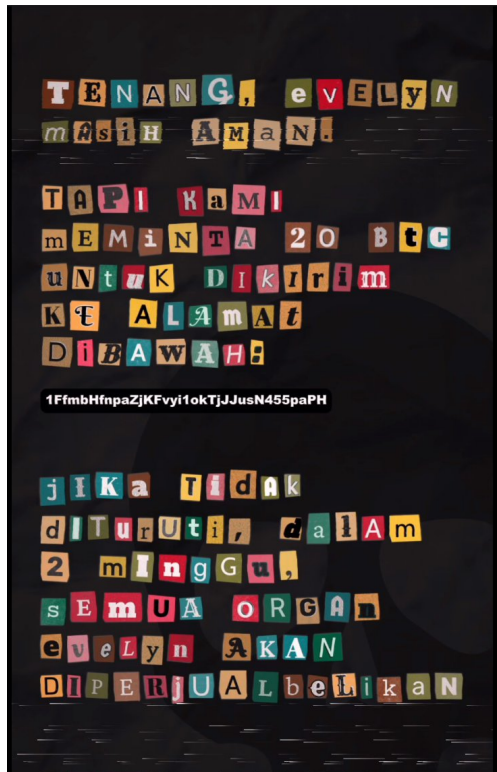 TENANG, eVELyN
mASiH AMaN.
TAPI KaMI
mEMiNTA 20 BtC
uNtuK DIKIrim
KE ALAmAt
DiBAWAH:
1FfmbHfnpaZjKFvyi1okTjJJusN455paPH
jIKa TidAk
dITurUti, dalAm
2 mIngGu,
sEmUA ORGAn
eveLyn AKAN
DIPERjUALbeLikaN